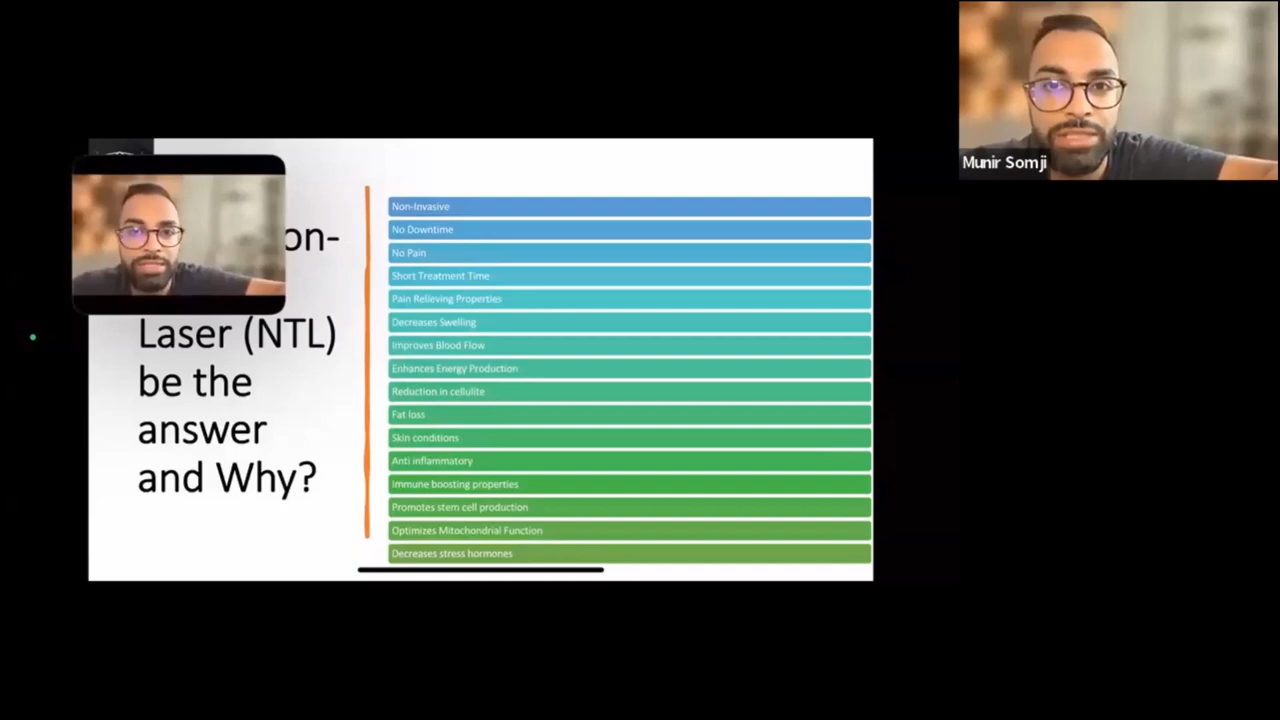 on-
Laser (NTL)
be the
answer
and Why?
Non-Invasive
No Downtime
No Pain
Short Treatment Time
Pain Relieving Properties
Decreases Swelling
Improves Blood Flow
Enhances Energy Production
Reduction in cellulite
Fat loss
Skin conditions
Anti inflammatory
Immune boosting properties
Promotes stem cell production
Optimizes Mitochondrial Function
Decreases stress hormones
Munir Somji